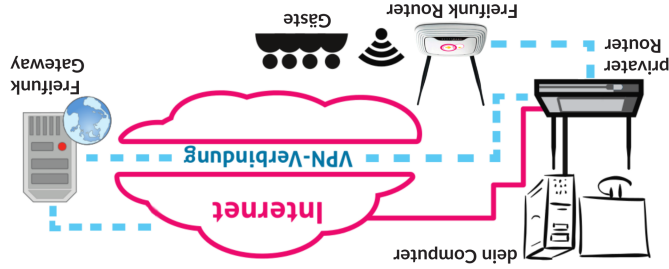 dein Computer
Internet
VPN-Verbindung
privater
Router
Freifunk
Gateway
Freifunk Router
Gäste